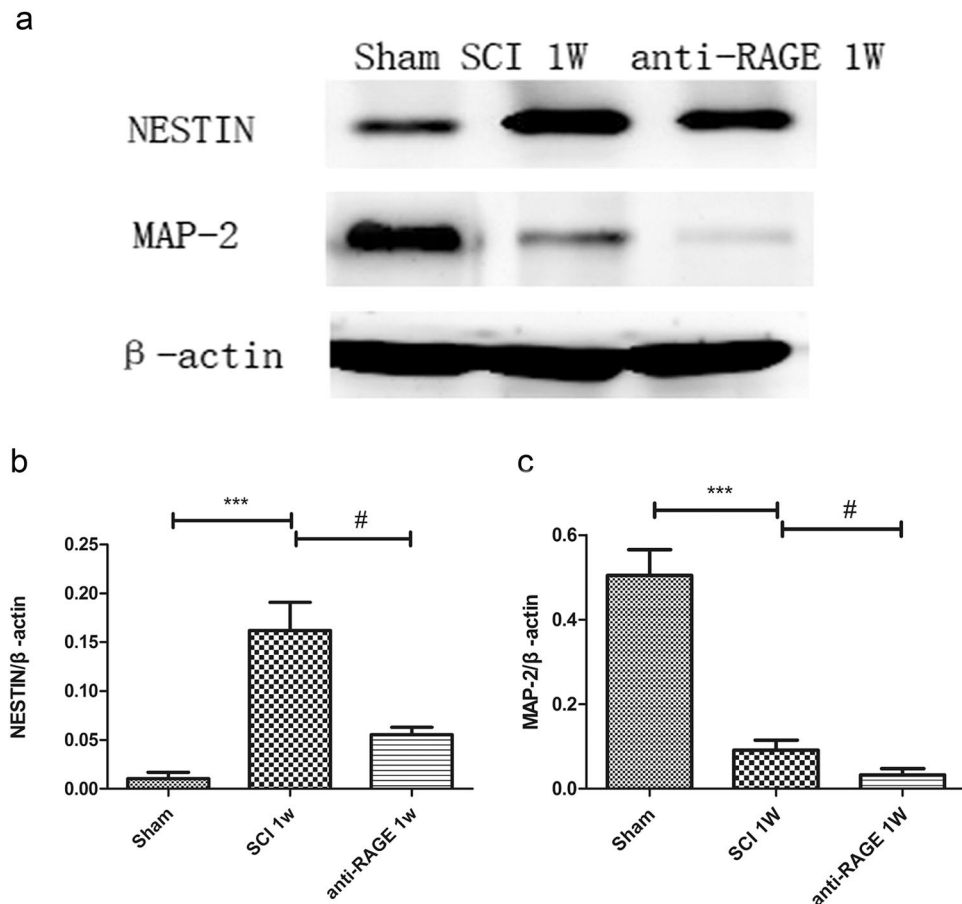 a
Sham SCI 1W anti-RAGE 1W
NESTIN
MAP-2
β-actin
b
***
#
0.25
0.20
0.15
0.10
0.05
0.00
NESTIN/β-actin
Sham
SCI 1w
anti-RAGE 1w
c
***
#
0.6
0.4
0.2
0.0
MAP-2/β-actin
Sham
SCI 1W
anti-RAGE 1W